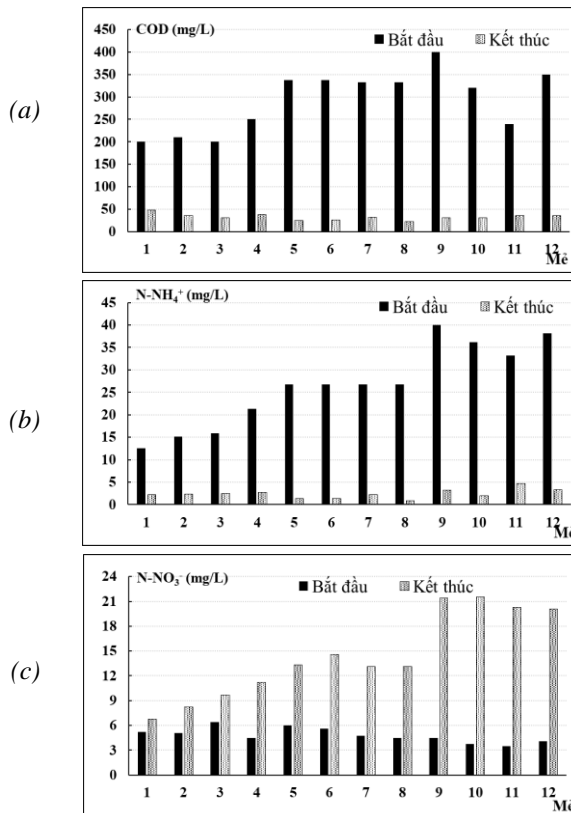 (a)
COD (mg/L)
Bắt đầu Kết thúc
450
400
350
300
250
200
150
100
50
0
1 2 3 4 5 6 7 8 9 10 11 12
Mẻ
(b)
N-NH₄⁺ (mg/L)
Bắt đầu Kết thúc
45
40
35
30
25
20
15
10
5
0
1 2 3 4 5 6 7 8 9 10 11 12
Mẻ
(c)
N-NO₃⁻ (mg/L)
Bắt đầu Kết thúc
24
21
18
15
12
9
6
3
0
1 2 3 4 5 6 7 8 9 10 11 12
Mẻ